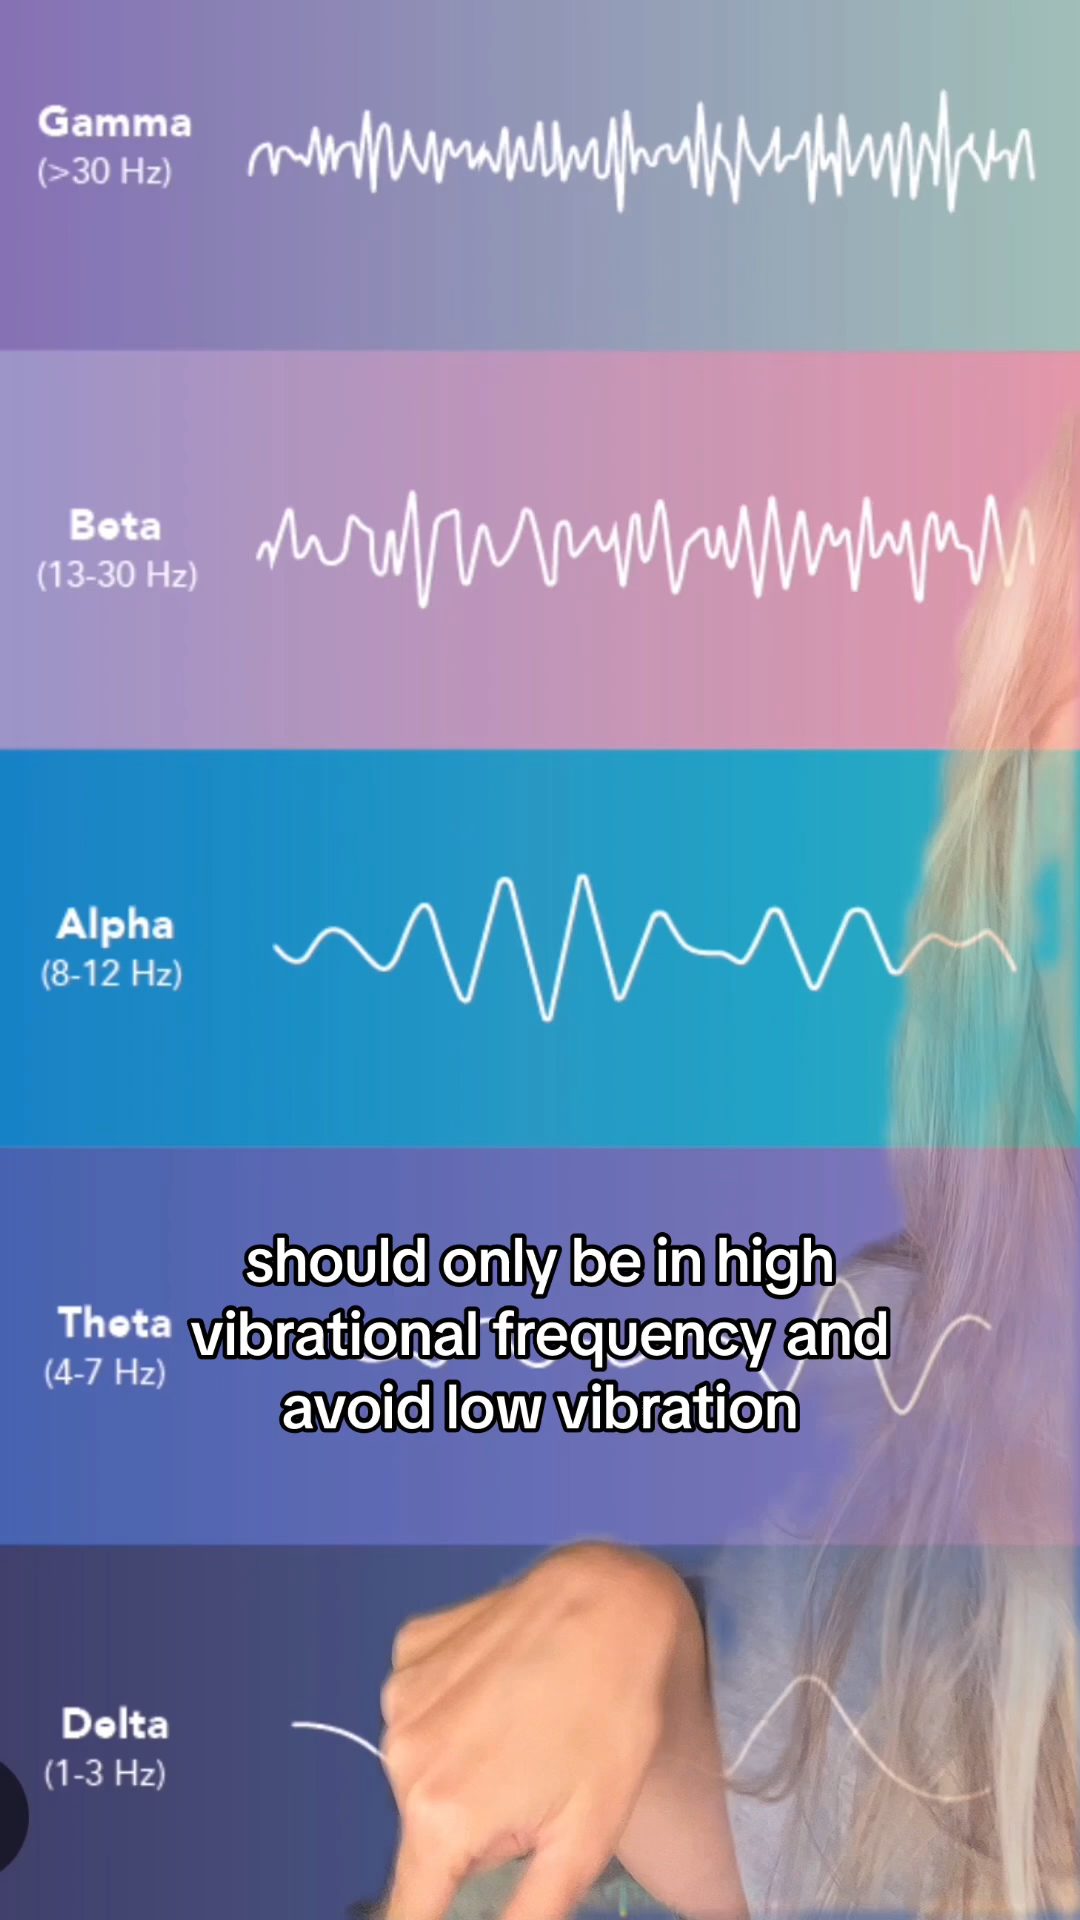 Gamma
(>30 Hz)
Beta
(13-30 Hz)
Alpha
(8-12 Hz)
should only be in high
Theta vibrational frequency and
(4-7 Hz)
avoid low vibration
Delta
(1-3 Hz)